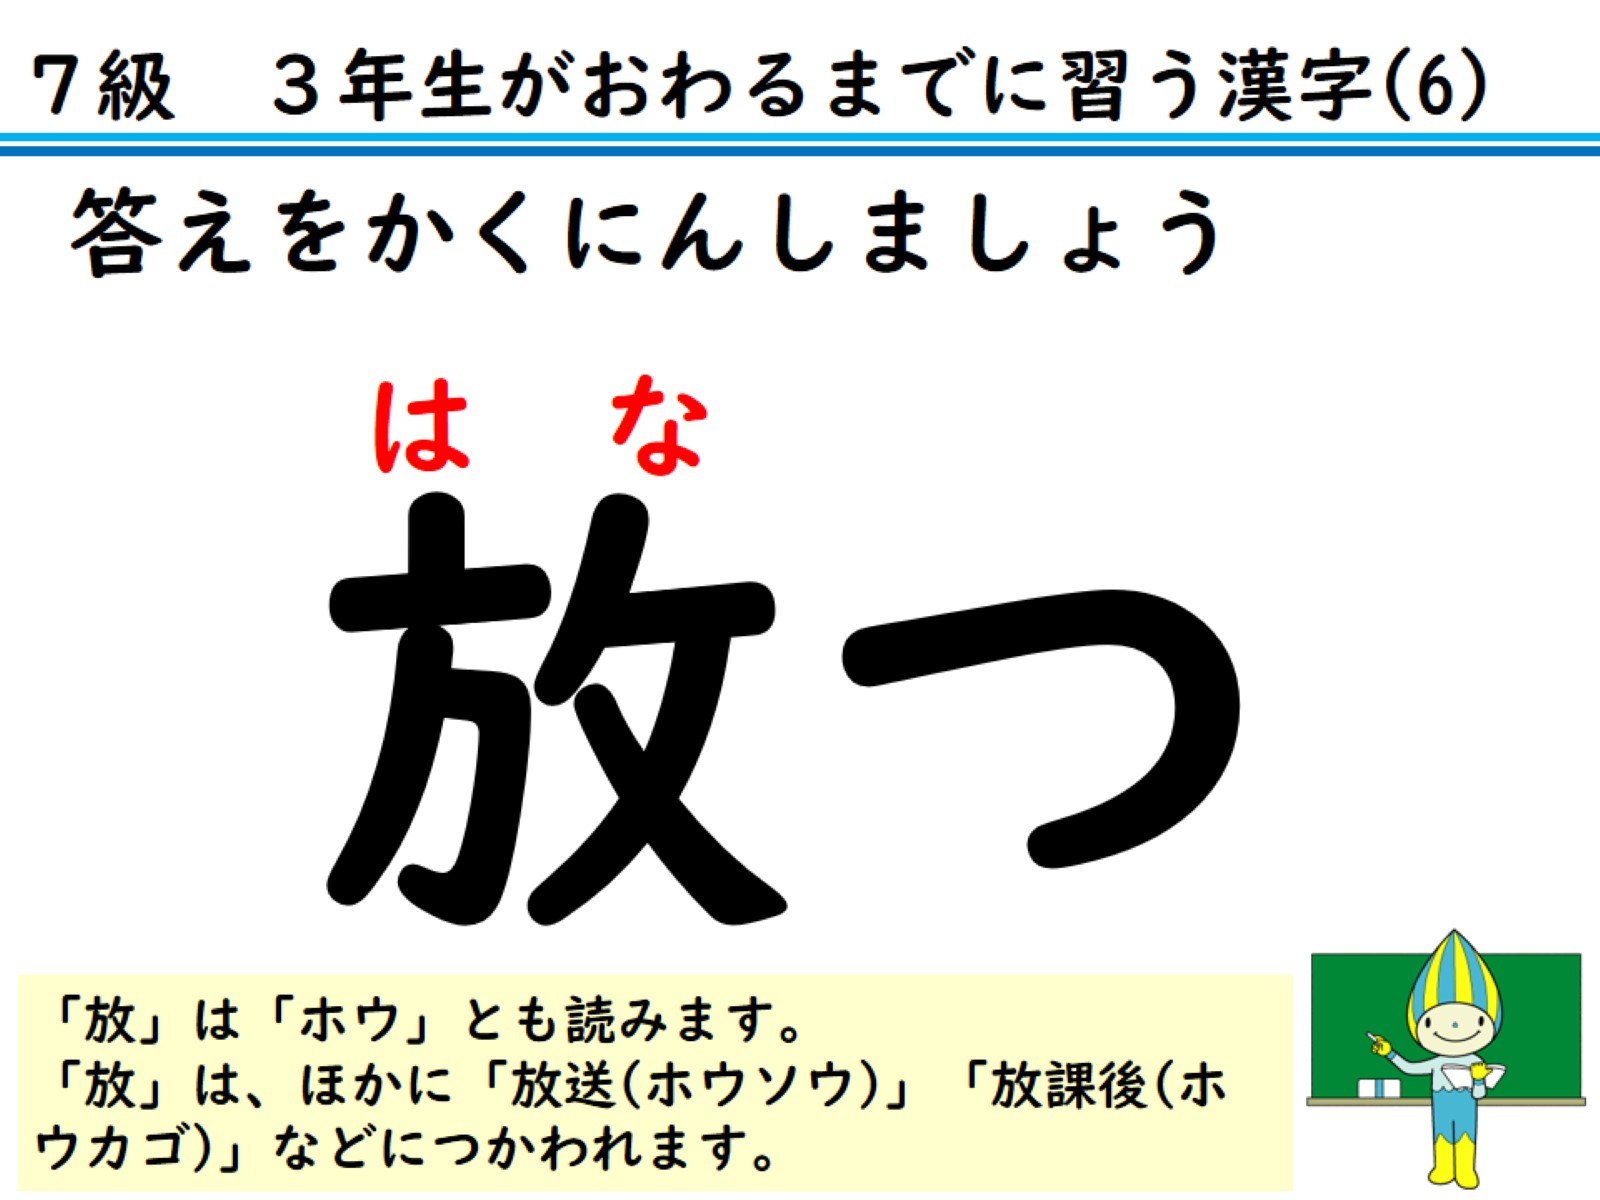 ７級　３年生がおわるまでに習う漢字(6)
答えをかくにんしましょう
は　な
放つ
「放」は「ホウ」とも読みます。
「放」は、ほかに「放送(ホウソウ)」「放課後(ホ
ウカゴ)」などにつかわれます。